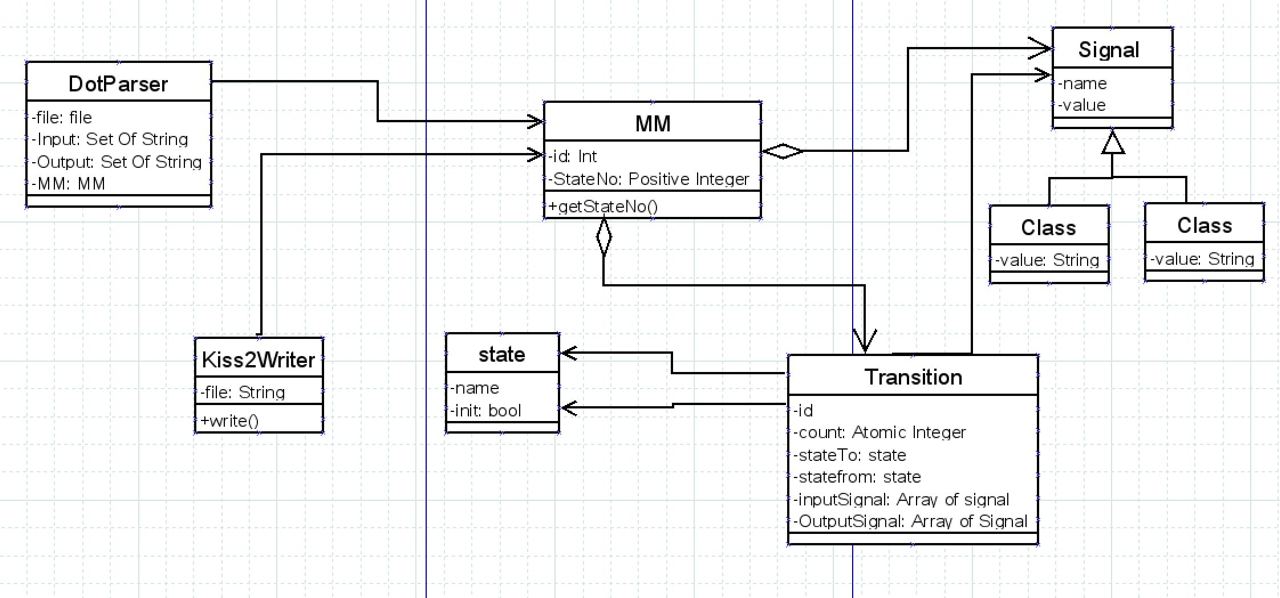 DotParser
-file: file
-Input: Set Of String
-Output: Set Of String
-MM: MM
MM
-id: Int
-StateNo: Positive Integer
+getStateNo()
Signal
-name
-value
Class
-value: String
Class
-value: String
Kiss2Writer
-file: String
+write()
state
-name
-init: bool
Transition
-id
-count: Atomic Integer
-stateTo: state
-statefrom: state
-inputSignal: Array of signal
-OutputSignal: Array of Signal